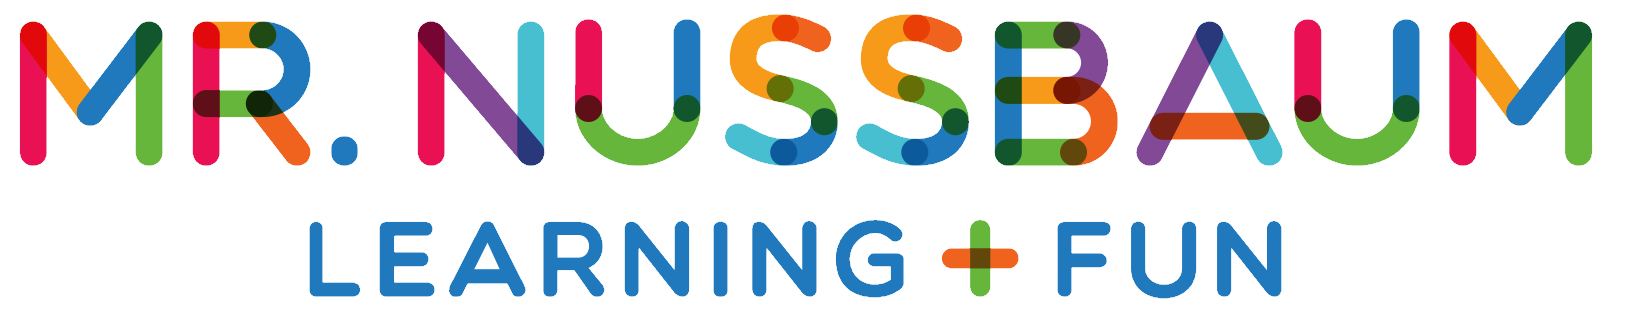 MR. NUSSBAUM
LEARNING + FUN